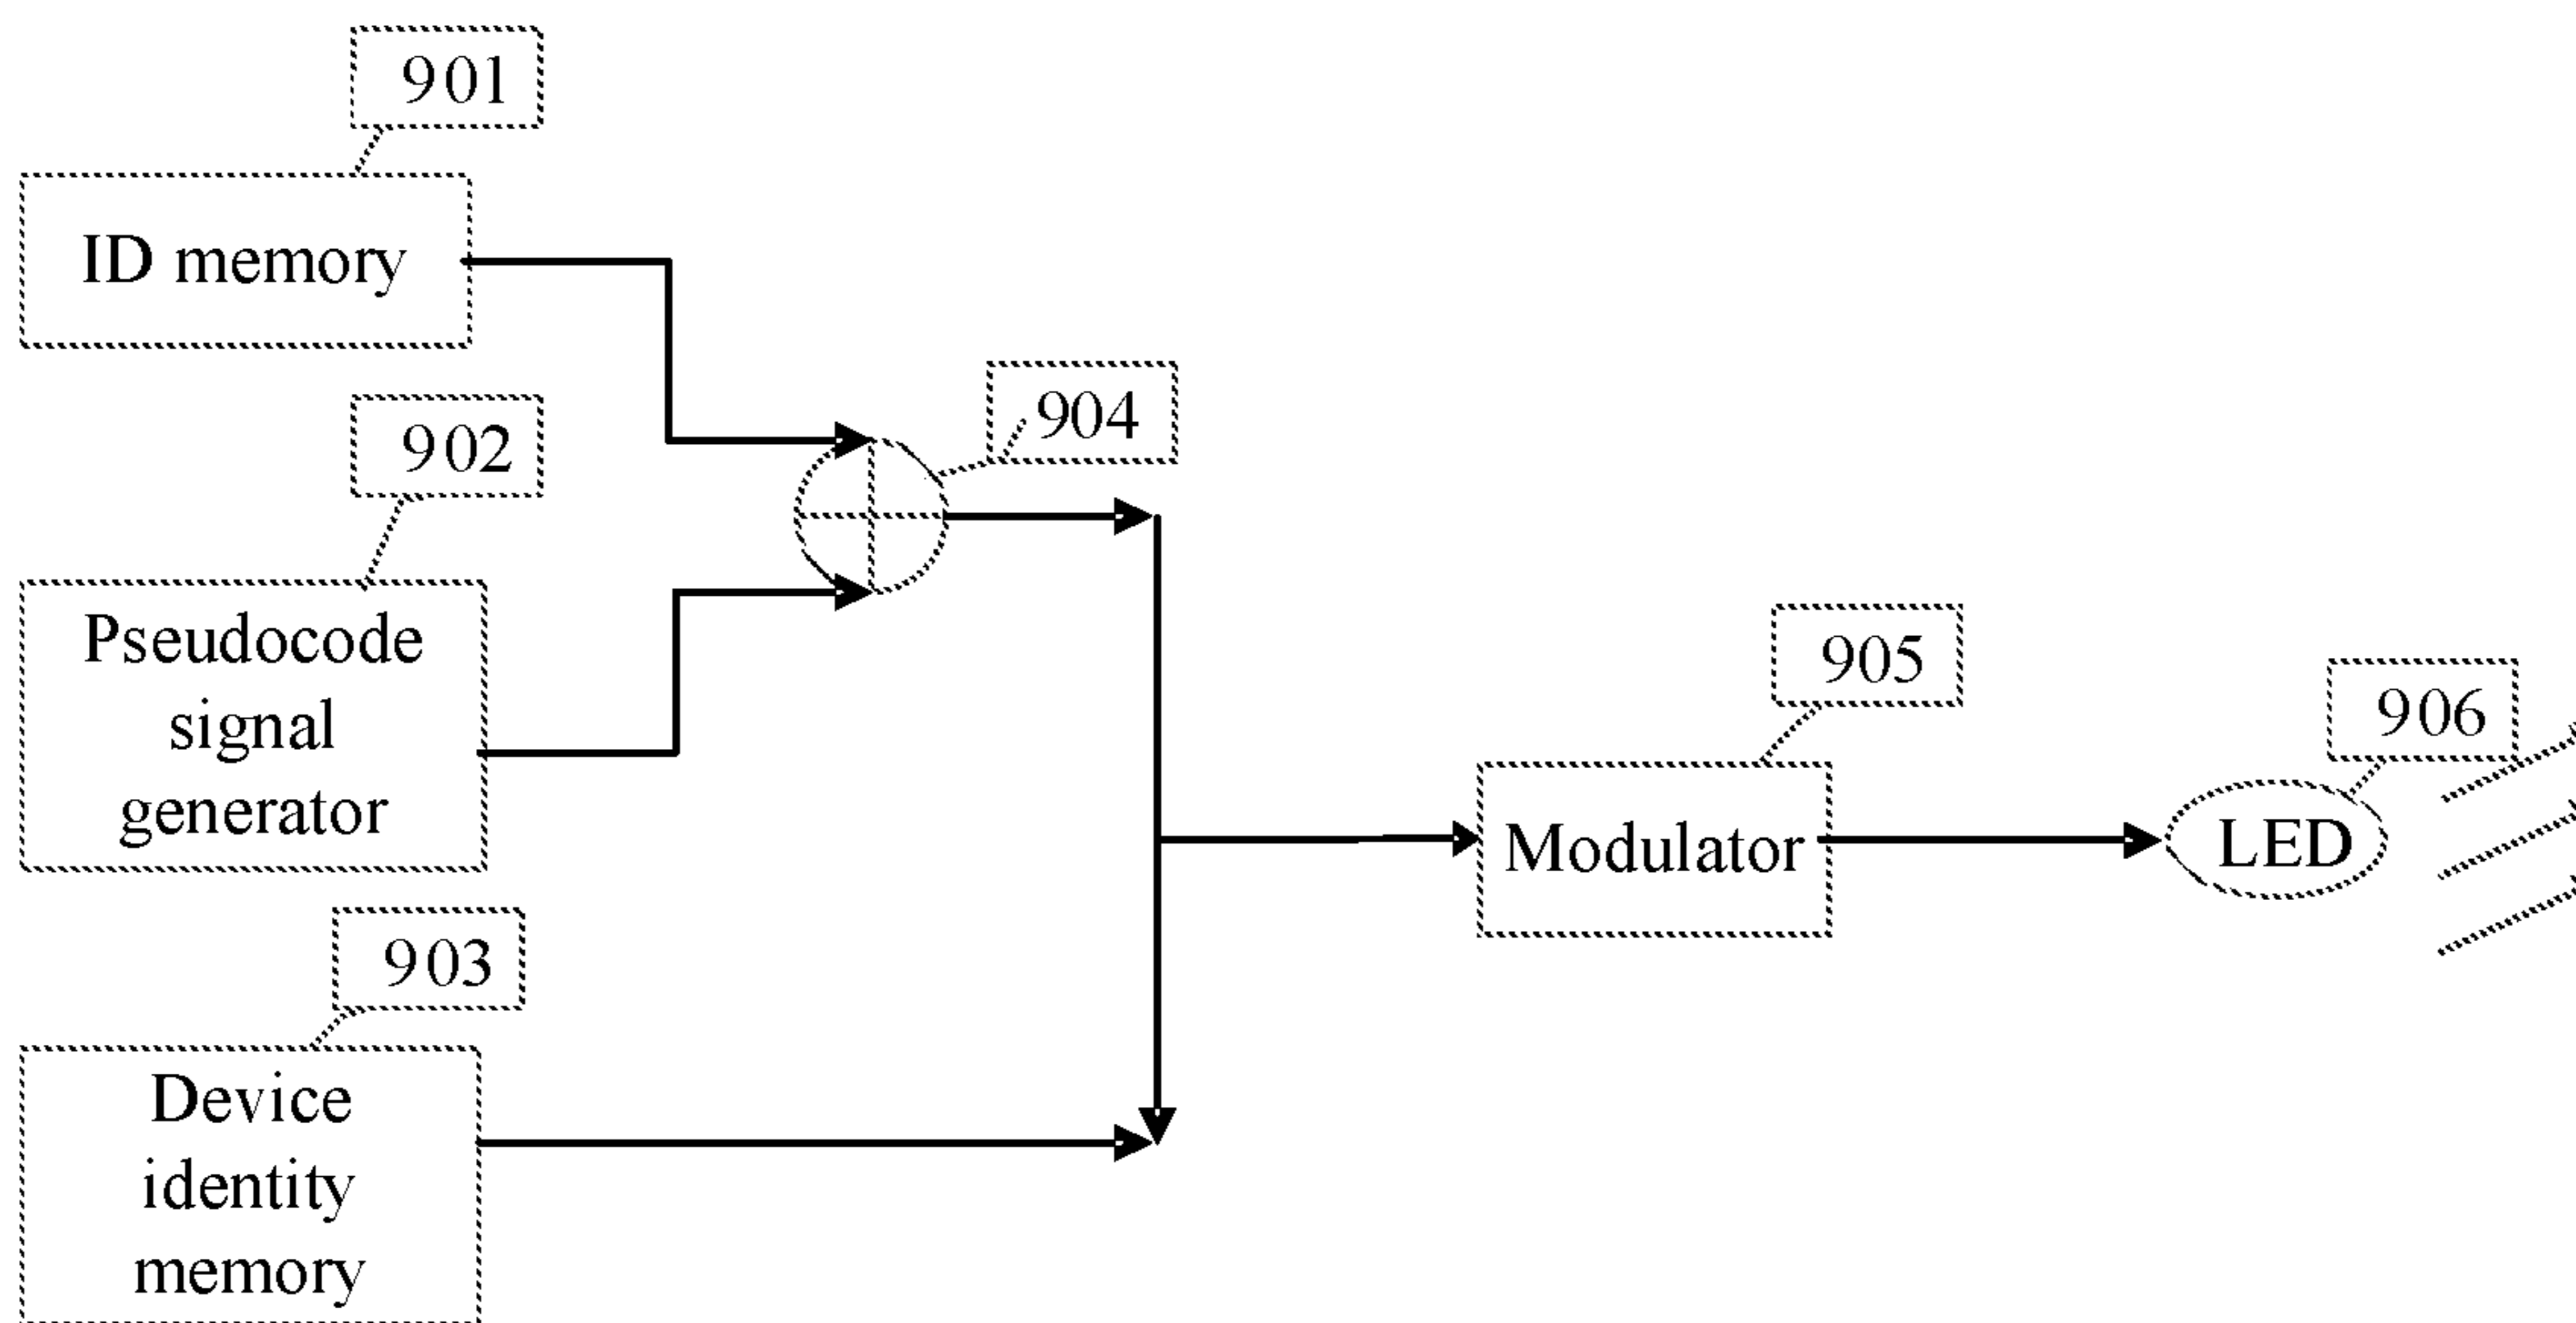 901
ID memory
902
904
Pseudocode
signal
generator
905
906
Modulator
LED
903
Device
identity
memory